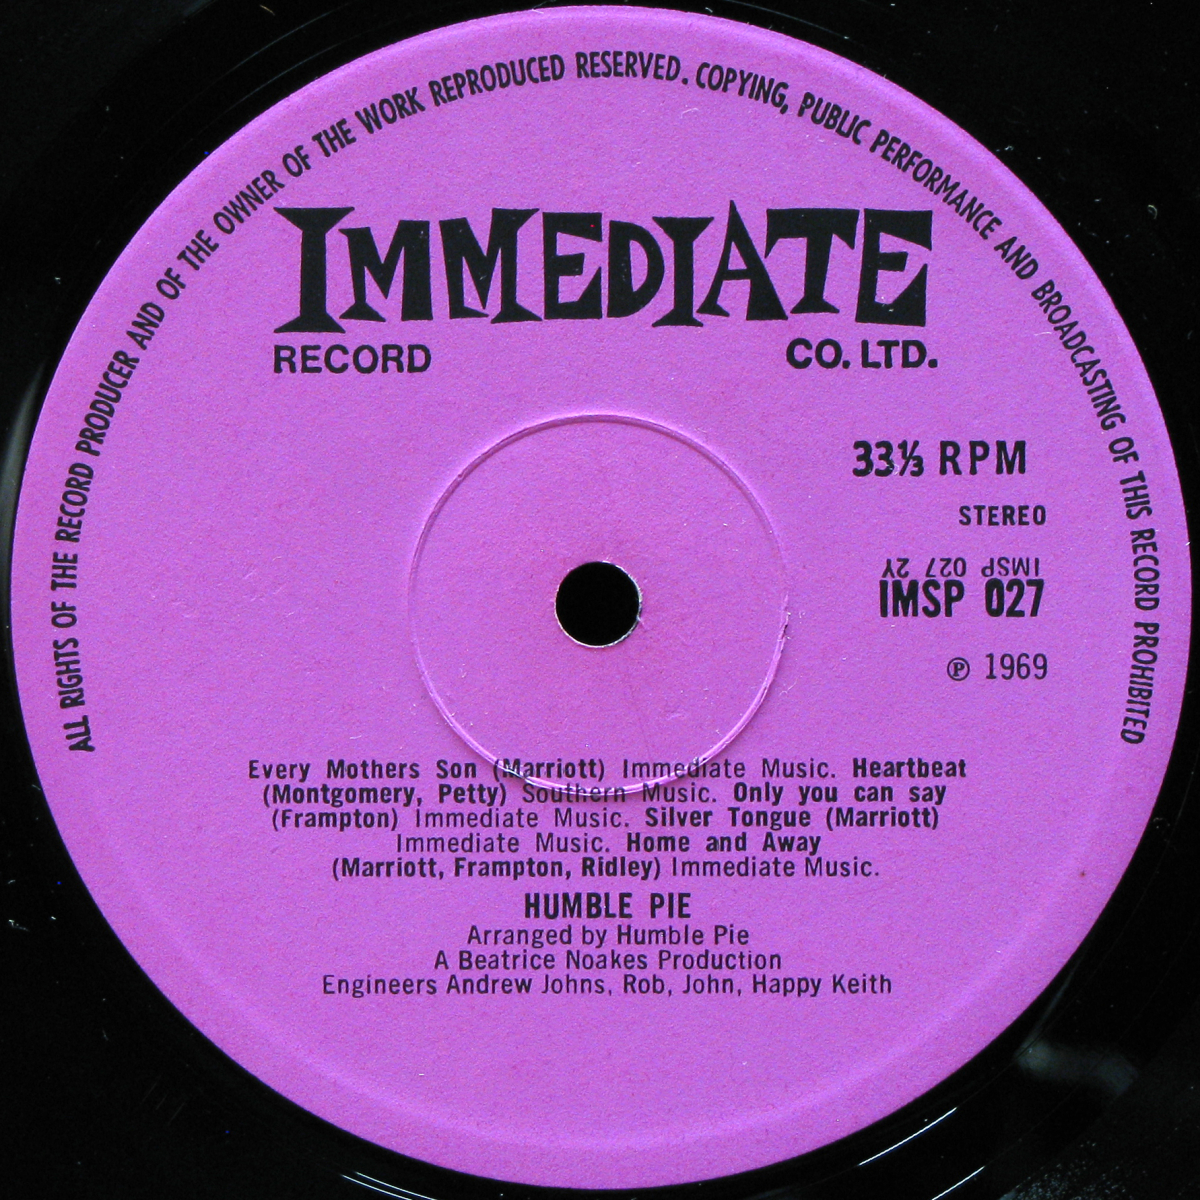 ALL RIGHTS OF THE RECORD PRODUCER AND OF THE OWNER OF THE WORK REPRODUCED RESERVED. COPYING, PUBLIC PERFORMANCE AND BROADCASTING OF THIS RECORD PROHIBITED
IMMEDIATE
RECORD CO. LTD.
33⅓ RPM
STEREO
IMSP 027 2Y
IMSP 027
℗ 1969
Every Mothers Son (Marriott) Immediate Music. Heartbeat
(Montgomery, Petty) Southern Music. Only you can say
(Frampton) Immediate Music. Silver Tongue (Marriott)
Immediate Music. Home and Away
(Marriott, Frampton, Ridley) Immediate Music.
HUMBLE PIE
Arranged by Humble Pie
A Beatrice Noakes Production
Engineers Andrew Johns, Rob, John, Happy Keith